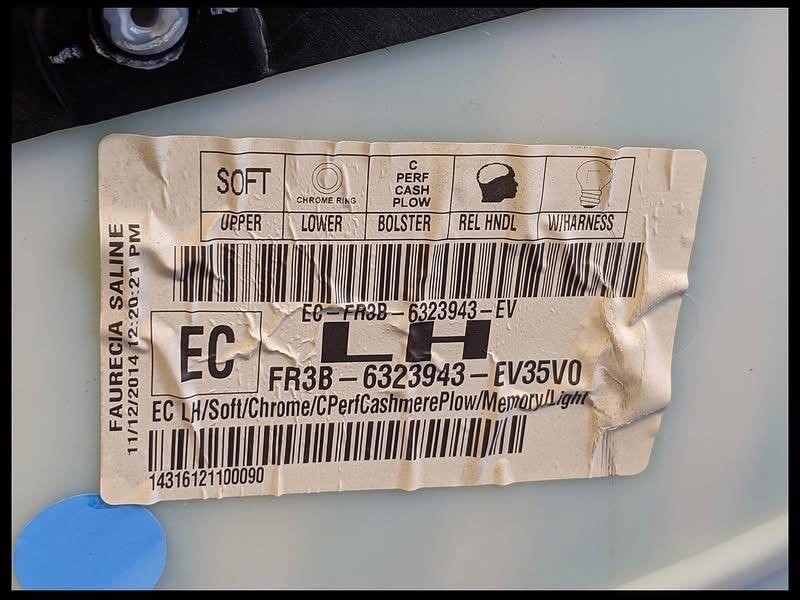 SOFT
CHROME RING
C
PERF
CASH
PLOW
UPPER
LOWER
BOLSTER
REL HNDL
W/HARNESS
FAURECIA SALINE
11/12/2014 12:20:21 PM
EC-FR3B-6323943-EV
EC
LH
FR3B-6323943-EV35V0
EC LH/Soft/Chrome/CPerfCashmerePlow/Memory/Light
14316121100090